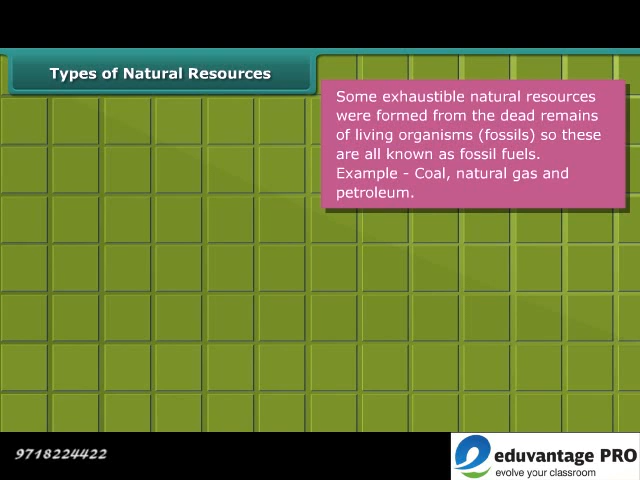 Types of Natural Resources
Some exhaustible natural resources
were formed from the dead remains
of living organisms (fossils) so these
are all known as fossil fuels.
Example - Coal, natural gas and
petroleum.
9718224422
eduvantage PRO
evolve your classroom